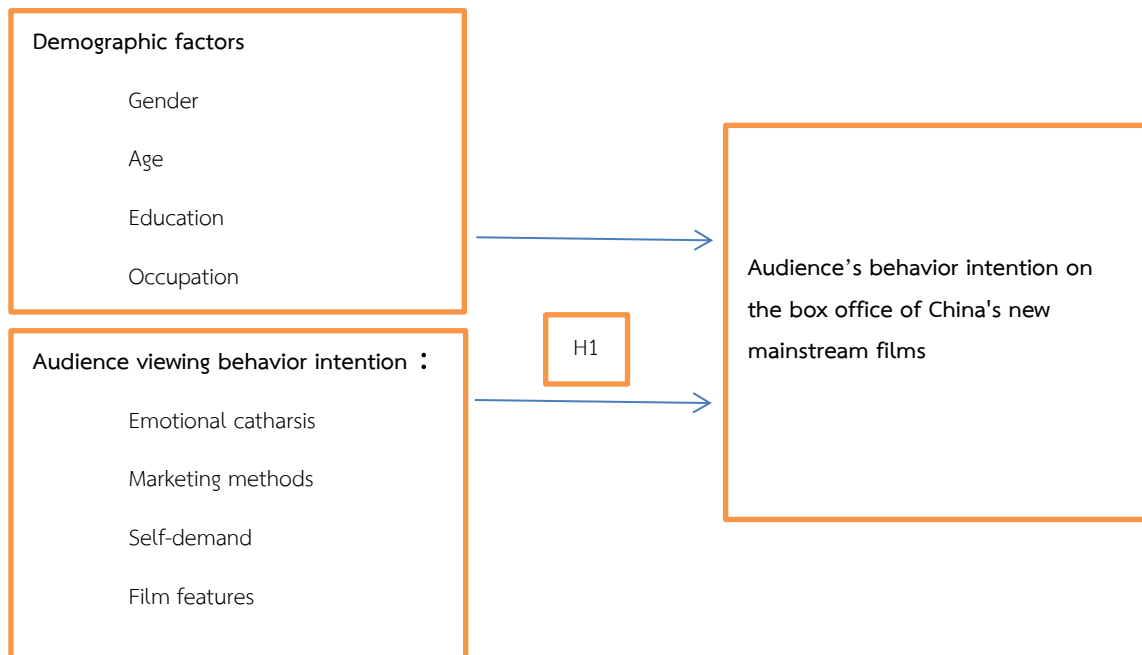 Demographic factors
Gender
Age
Education
Occupation
Audience viewing behavior intention：
Emotional catharsis
Marketing methods
Self-demand
Film features
H1
Audience’s behavior intention on
the box office of China's new
mainstream films